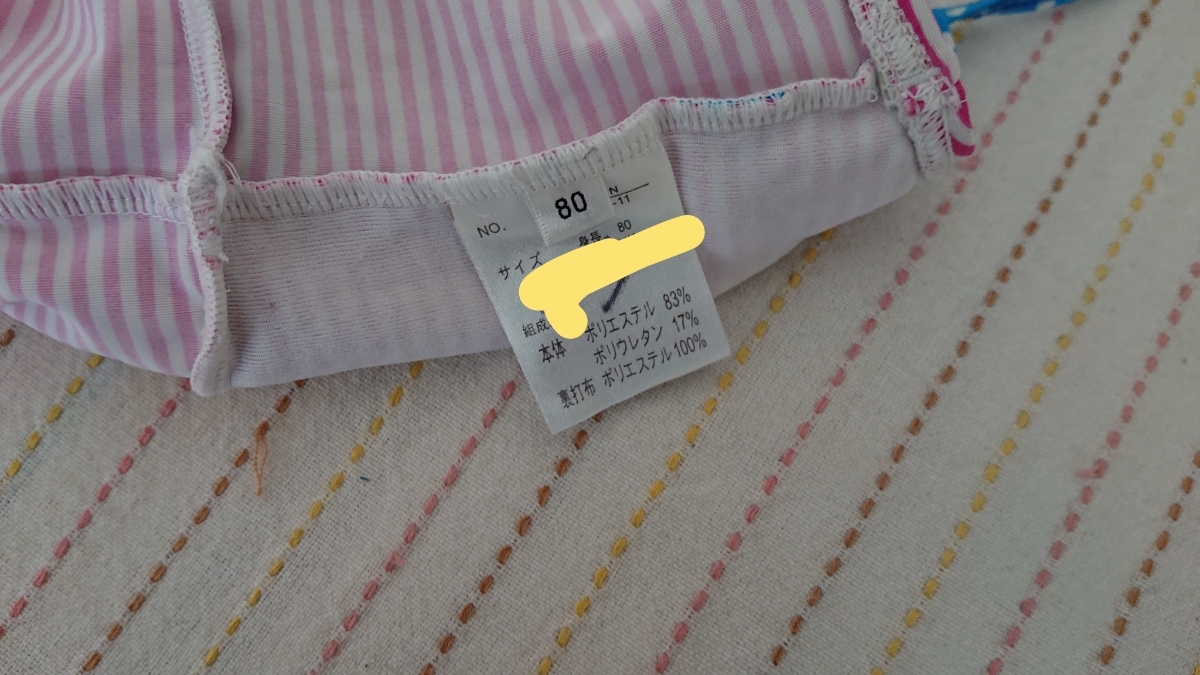 80
NO.
N
-11
身長 80
サイズ
組成
本体 ポリエステル 83%
ポリウレタン 17%
裏打布 ポリエステル 100%